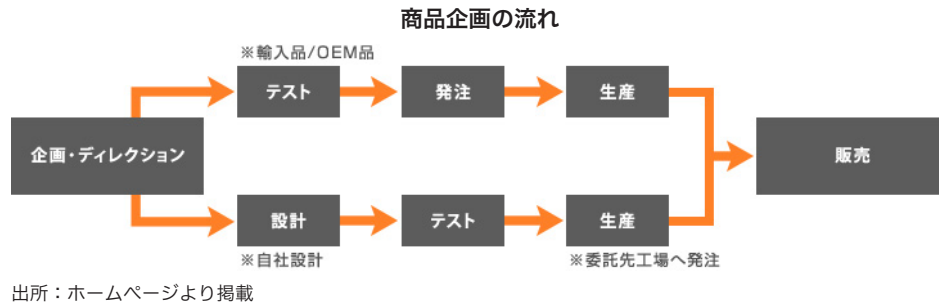 商品企画の流れ
※輸入品/OEM品
テスト
発注
生産
企画・ディレクション
販売
設計
テスト
生産
※自社設計
※委託先工場へ発注
出所：ホームページより掲載